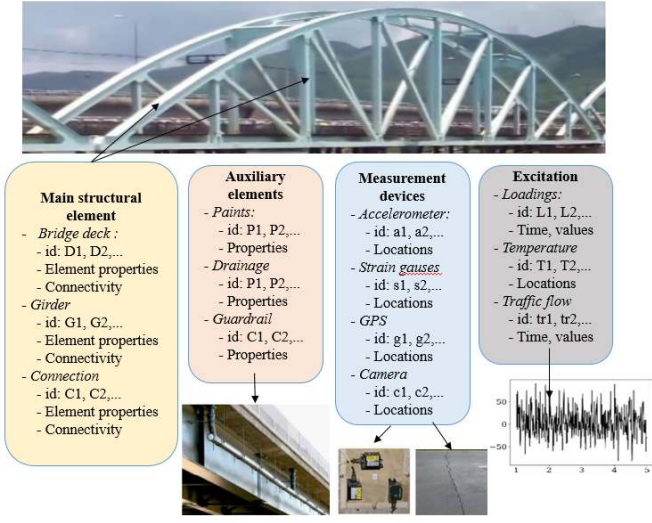 Main structural
element
- Bridge deck :
- id: D1, D2,...
- Element properties
- Connectivity
- Girder
- id: G1, G2,...
- Element properties
- Connectivity
- Connection
- id: C1, C2,...
- Element properties
- Connectivity
Auxiliary
elements
- Paints:
- id: P1, P2,...
- Properties
- Drainage
- id: P1, P2,...
- Properties
- Guardrail
- id: C1, C2,...
- Properties
Measurement
devices
- Accelerometer:
- id: a1, a2,...
- Locations
- Strain gauses
- id: s1, s2,...
- Locations
- GPS
- id: g1, g2,...
- Locations
- Camera
- id: c1, c2,...
- Locations
Excitation
- Loadings:
- id: L1, L2,...
- Time, values
- Temperature
- id: T1, T2,...
- Locations
- Traffic flow
- id: tr1, tr2,...
- Time, values
50
0
−50
1 2 3 4 5